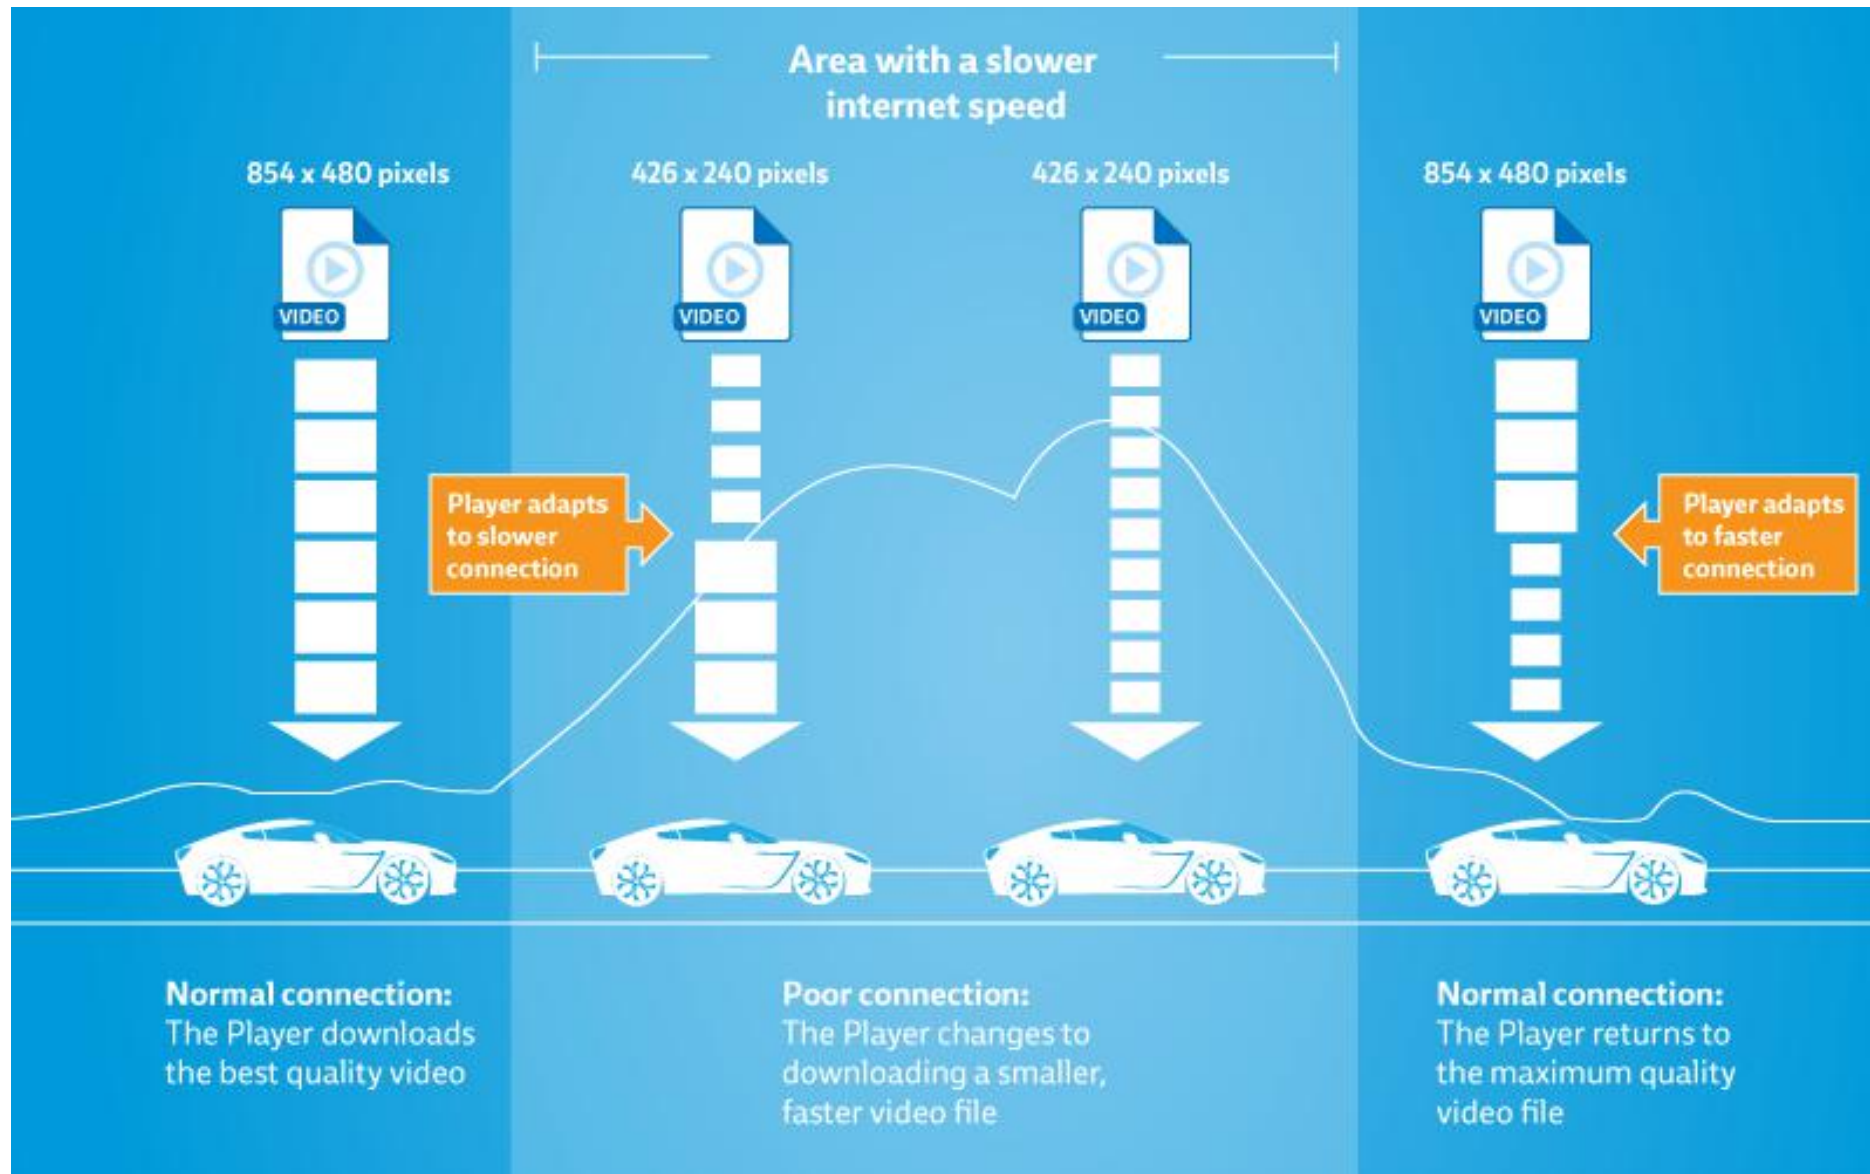 Area with a slower
internet speed
854 x 480 pixels
426 x 240 pixels
426 x 240 pixels
854 x 480 pixels
VIDEO
VIDEO
VIDEO
VIDEO
Player adapts
to slower
connection
Player adapts
to faster
connection
Normal connection:
The Player downloads
the best quality video
Poor connection:
The Player changes to
downloading a smaller,
faster video file
Normal connection:
The Player returns to
the maximum quality
video file